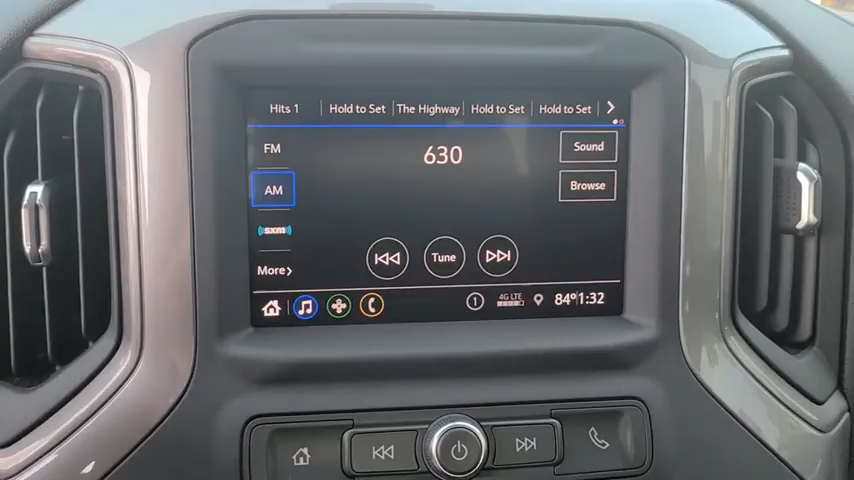 Hits 1 Hold to Set The Highway Hold to Set Hold to Set
FM
630
Sound
AM
Browse
sxm
Tune
More
1 4G LTE 84° 1:32